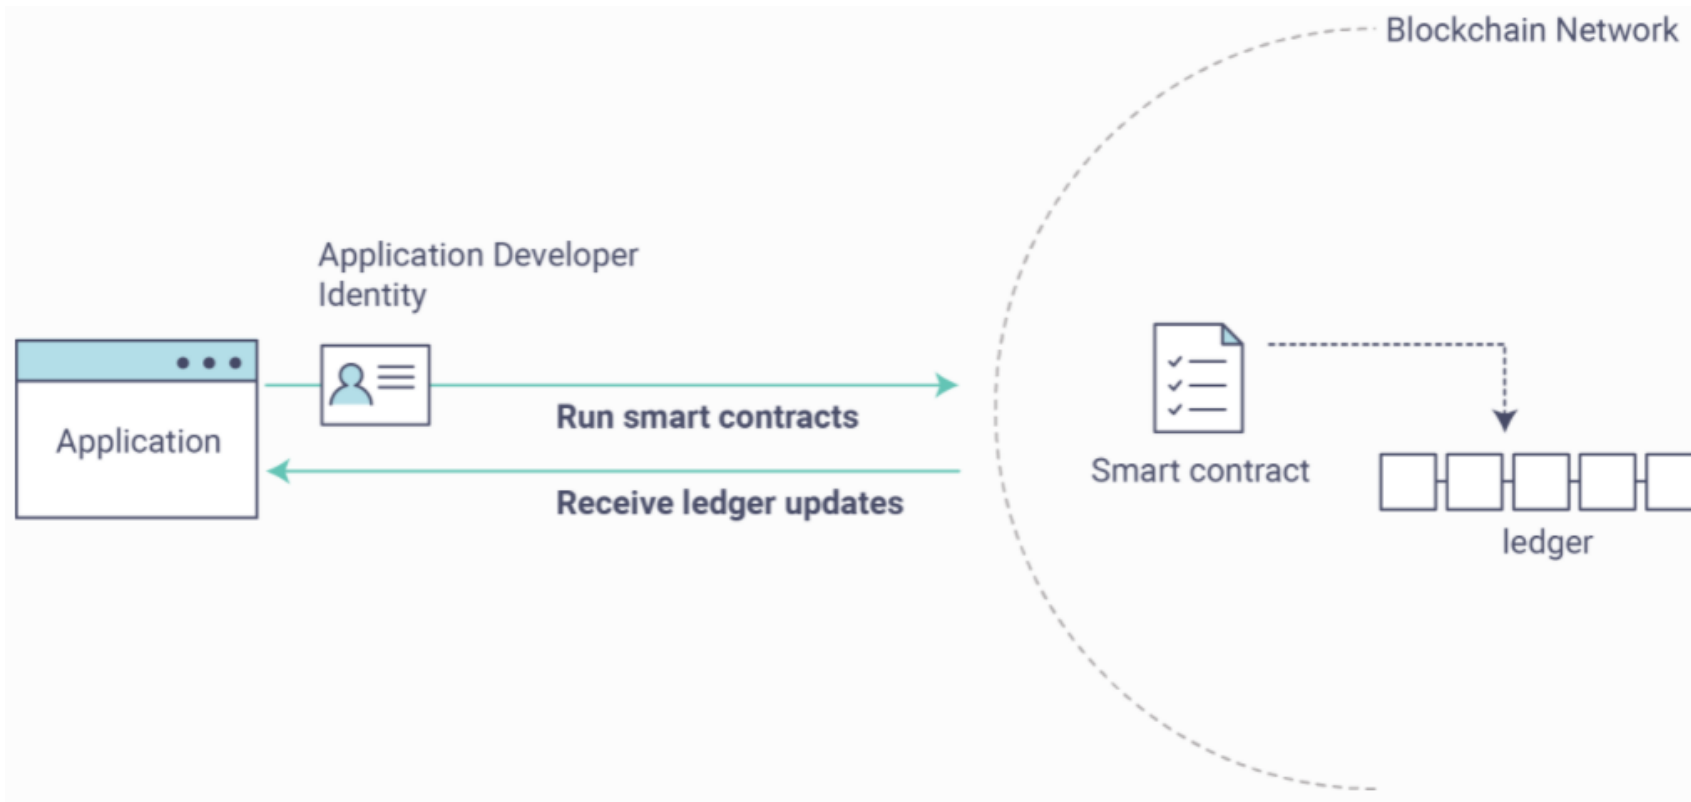 Blockchain Network
Application Developer
Identity
Application
Run smart contracts
Receive ledger updates
Smart contract
ledger